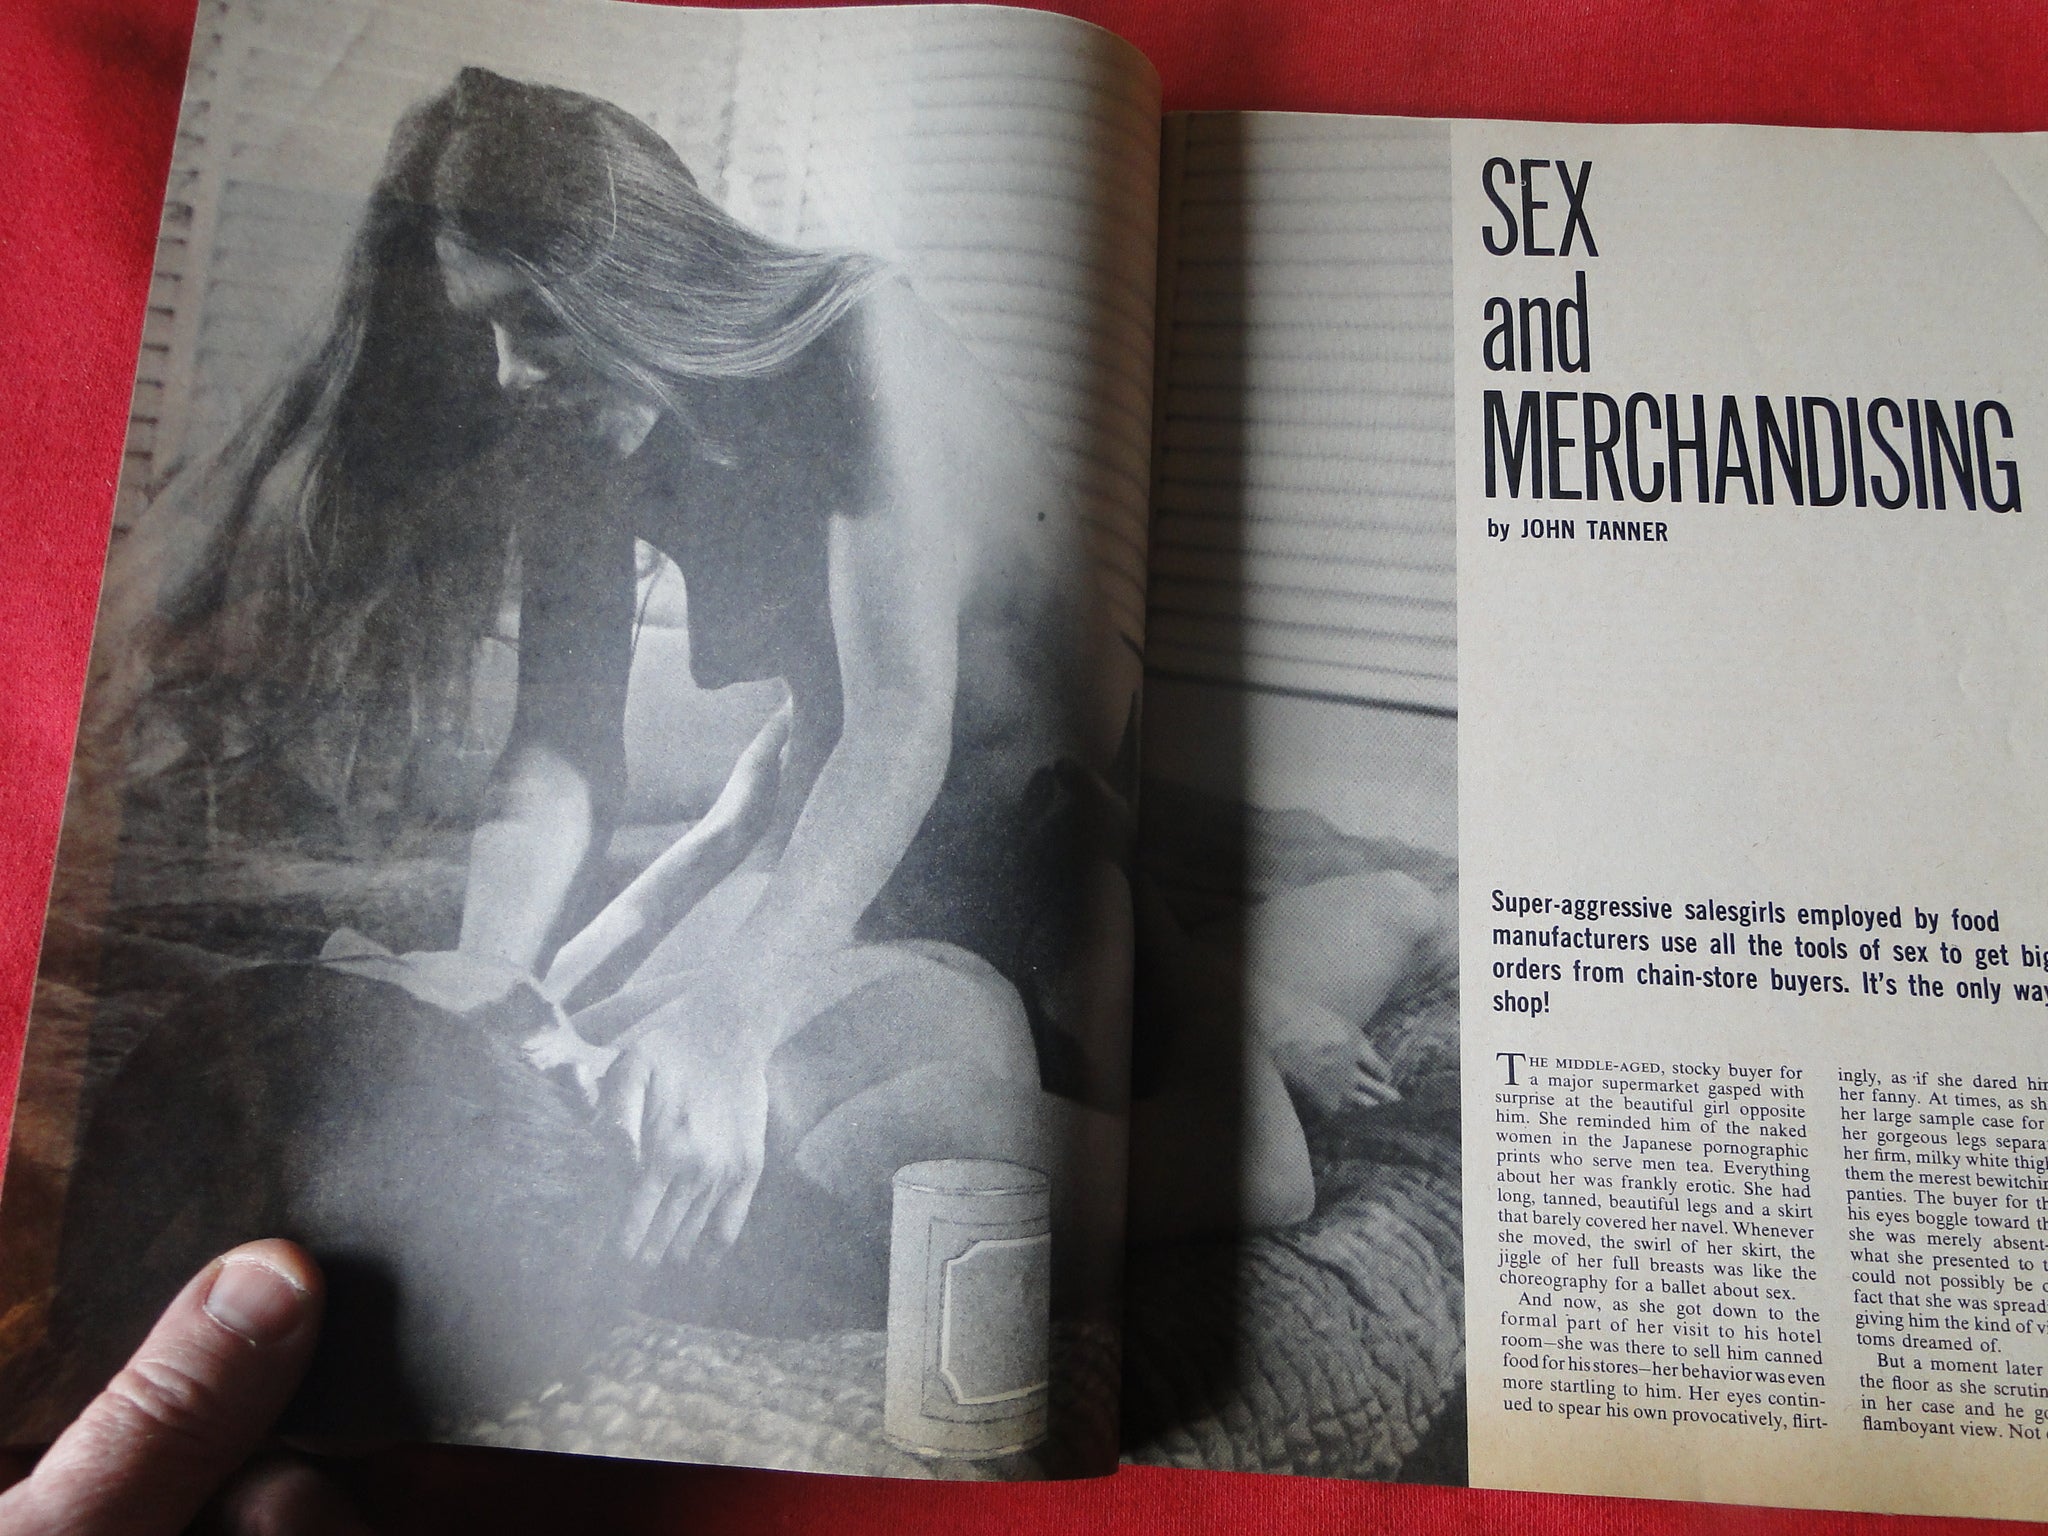 SEX
and
MERCHANDISING
by JOHN TANNER
Super-aggressive salesgirls employed by food
manufacturers use all the tools of sex to get big
orders from chain-store buyers. It's the only way
shop!
THE MIDDLE-AGED, stocky buyer for
a major supermarket gasped with
surprise at the beautiful girl opposite
him. She reminded him of the naked
women in the Japanese pornographic
prints who serve men tea. Everything
about her was frankly erotic. She had
long, tanned, beautiful legs and a skirt
that barely covered her navel. Whenever
she moved, the swirl of her skirt, the
jiggle of her full breasts was like the
choreography for a ballet about sex.
And now, as she got down to the
formal part of her visit to his hotel
room—she was there to sell him canned
food for his stores—her behavior was even
more startling to him. Her eyes contin-
ued to spear his own provocatively, flirt-
ingly, as if she dared
her fanny. At times, as
her large sample case for
her gorgeous legs
her firm, milky white
them the merest
panties. The buyer for
his eyes boggle toward
she was merely
what she presented to
could not possibly be
fact that she was
giving him the kind of
toms dreamed of.
But a moment later
the floor as she
in her case and he
flamboyant view. Not